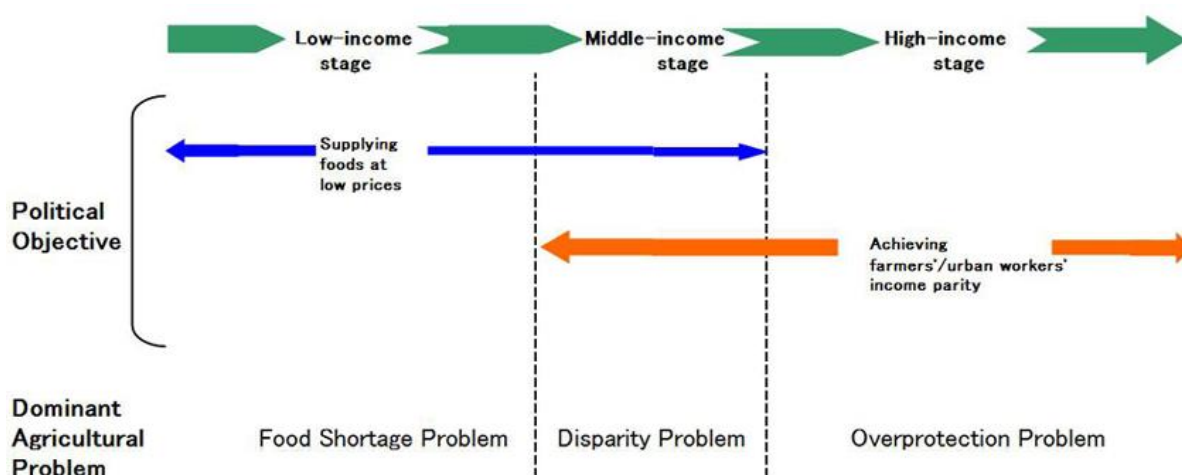 Low-income
stage
Middle-income
stage
High-income
stage
Political
Objective
Supplying
foods at
low prices
Achieving
farmers'/urban workers'
income parity
Dominant
Agricultural
Problem
Food Shortage Problem
Disparity Problem
Overprotection Problem